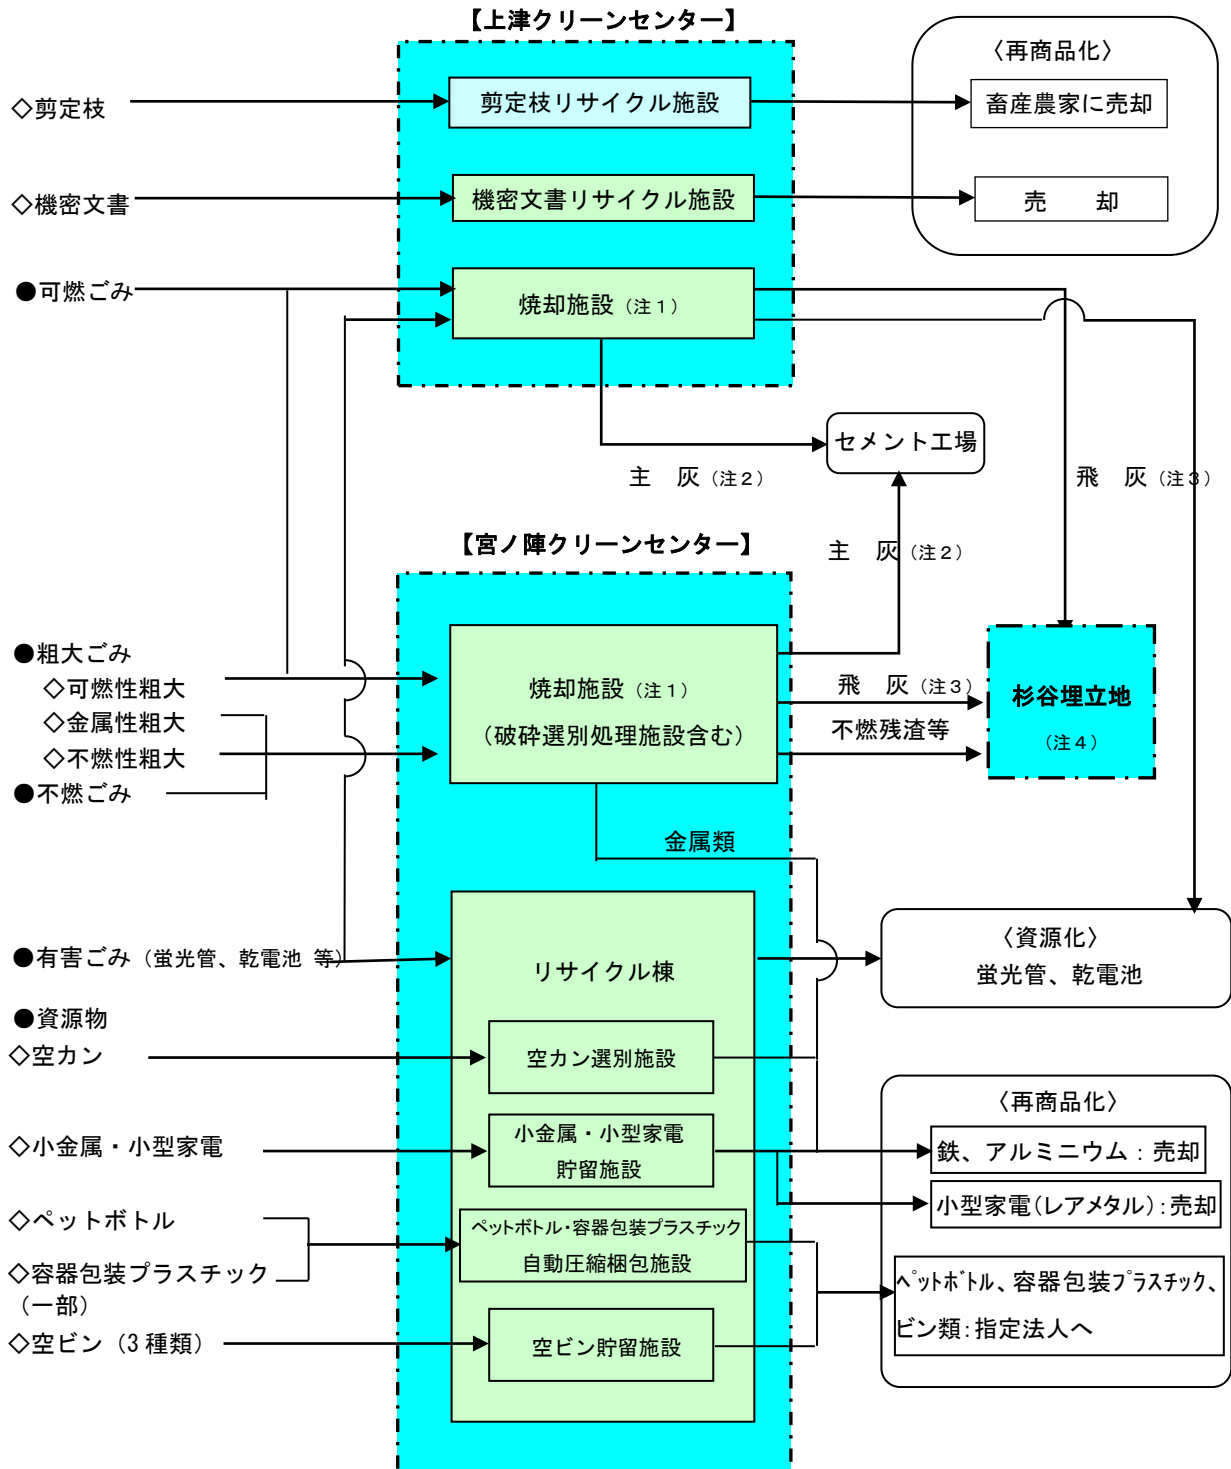 【上津クリーンセンター】
〈再商品化〉
◇剪定枝
剪定枝リサイクル施設
畜産農家に売却
◇機密文書
機密文書リサイクル施設
売　却
●可燃ごみ
焼却施設（注１）
セメント工場
主　灰（注２）
飛　灰（注３）
【宮ノ陣クリーンセンター】
主　灰（注２）
●粗大ごみ
◇可燃性粗大
◇金属性粗大
◇不燃性粗大
●不燃ごみ
焼却施設（注１）
（破砕選別処理施設含む）
飛　灰（注３）
不燃残渣等
杉谷埋立地
（注４）
金属類
●有害ごみ（蛍光管、乾電池 等）
リサイクル棟
〈資源化〉
蛍光管、乾電池
●資源物
◇空カン
空カン選別施設
〈再商品化〉
◇小金属・小型家電
小金属・小型家電
貯留施設
鉄、アルミニウム：売却
小型家電（レアメタル）：売却
◇ペットボトル
◇容器包装プラスチック
（一部）
ペットボトル・容器包装プラスチック
自動圧縮梱包施設
ペットボトル、容器包装プラスチック、
ビン類：指定法人へ
◇空ビン（3種類）
空ビン貯留施設